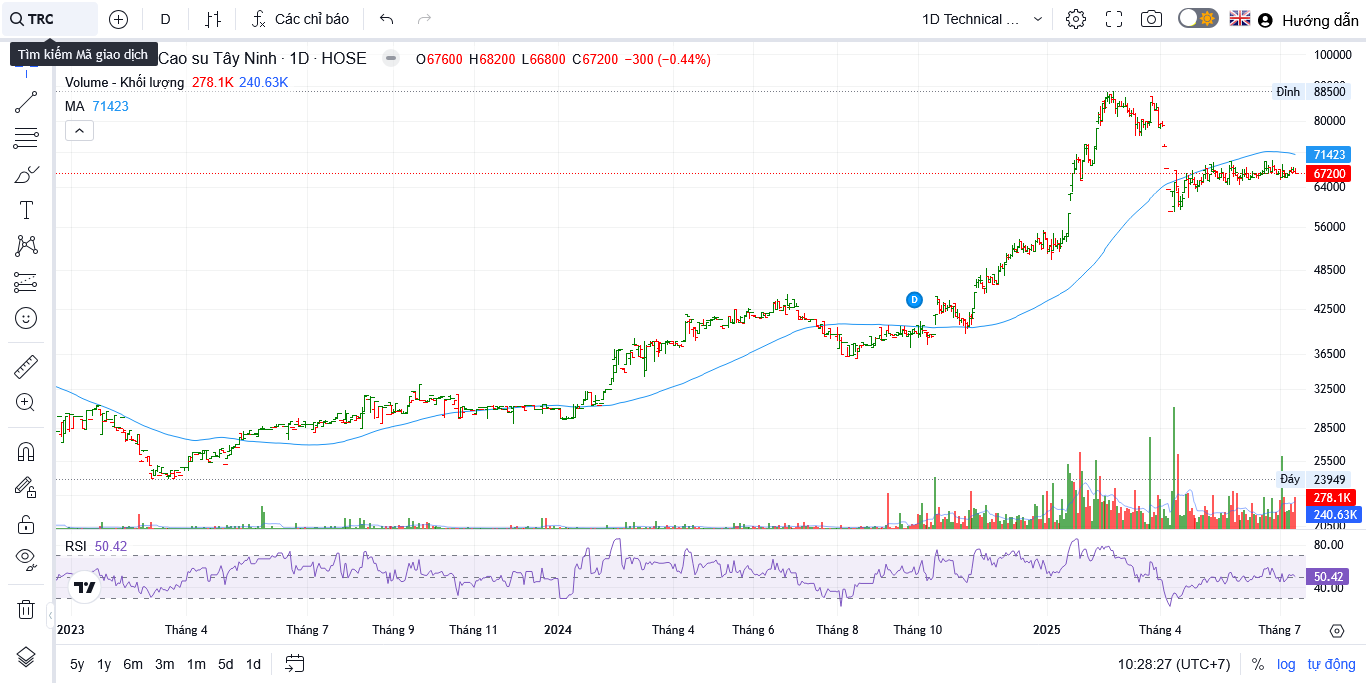 TRC
D
Các chỉ báo
1D Technical ...
Hướng dẫn
Tìm kiếm Mã giao dịch
Cao su Tây Ninh · 1D · HOSE
O67600 H68200 L66800 C67200 −300 (−0.44%)
Volume - Khối lượng 278.1K 240.63K
MA 71423
100000
Đỉnh 88500
80000
71423
67200
64000
56000
48500
42500
36500
32500
28500
25500
Đáy 23949
278.1K
240.63K
D
RSI 50.42
80.00
50.42
40.00
2023 Tháng 4 Tháng 7 Tháng 9 Tháng 11 2024 Tháng 4 Tháng 6 Tháng 8 Tháng 10 2025 Tháng 4 Tháng 7
5y 1y 6m 3m 1m 5d 1d
10:28:27 (UTC+7) % log tự động